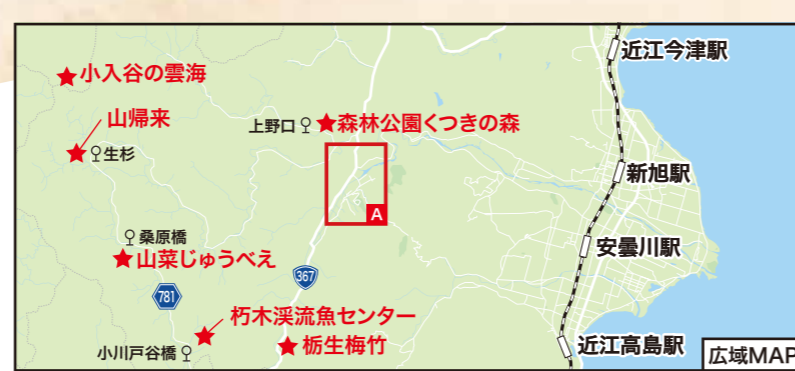 近江今津駅
小入谷の雲海
山帰来
上野口
森林公園くつきの森
生杉
新旭駅
A
桑原橋
安曇川駅
山菜じゅうべえ
367
781
朽木渓流魚センター
小川戸谷橋
栃生梅竹
近江高島駅
広域MAP